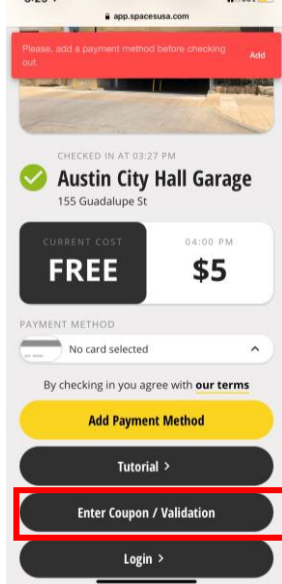 app.spacesusa.com
Please, add a payment method before checking
out.
Add
CHECKED IN AT 03:27 PM
Austin City Hall Garage
155 Guadalupe St
CURRENT COST
04:00 PM
FREE
$5
PAYMENT METHOD
No card selected
By checking in you agree with our terms
Add Payment Method
Tutorial >
Enter Coupon / Validation
Login >